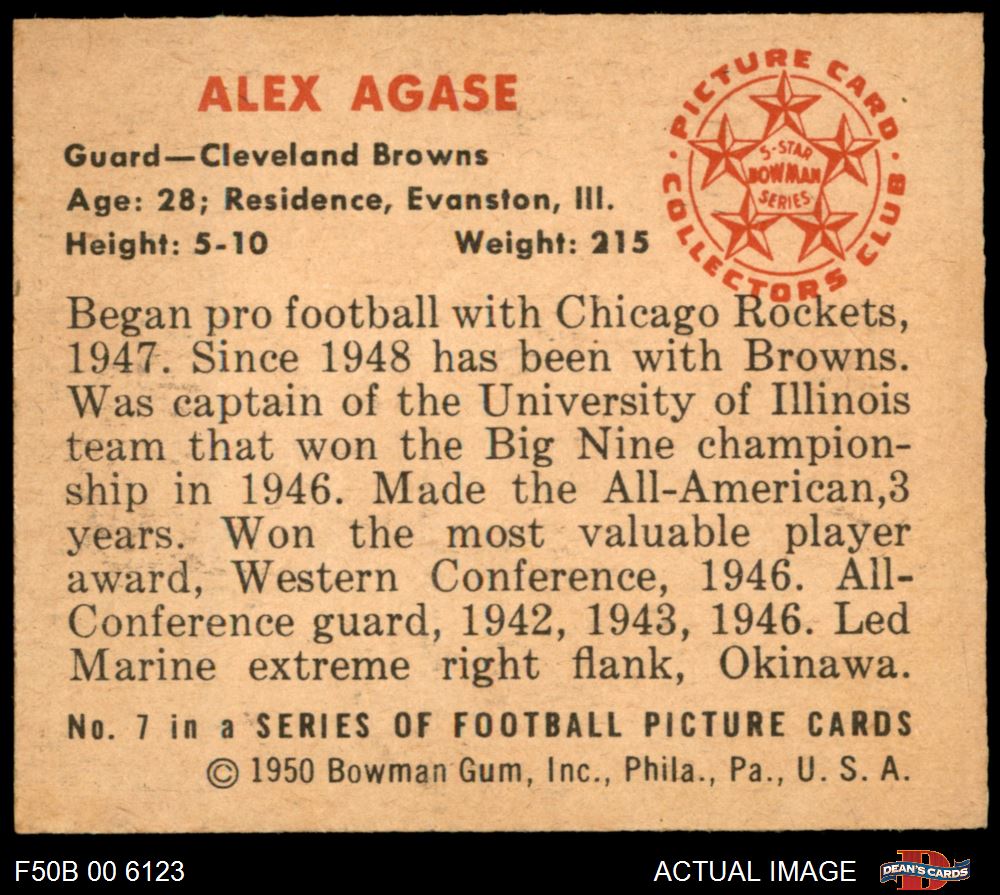 ALEX AGASE
Guard—Cleveland Browns
Age: 28; Residence, Evanston, Ill.
Height: 5-10 Weight: 215
PICTURE CARD
COLLECTORS CLUB
5-STAR
BOWMAN
SERIES
Began pro football with Chicago Rockets,
1947. Since 1948 has been with Browns.
Was captain of the University of Illinois
team that won the Big Nine champion-
ship in 1946. Made the All-American,3
years. Won the most valuable player
award, Western Conference, 1946. All-
Conference guard, 1942, 1943, 1946. Led
Marine extreme right flank, Okinawa.
No. 7 in a SERIES OF FOOTBALL PICTURE CARDS
© 1950 Bowman Gum, Inc., Phila., Pa., U. S. A.
F50B 00 6123
ACTUAL IMAGE
D
DEAN'S CARDS